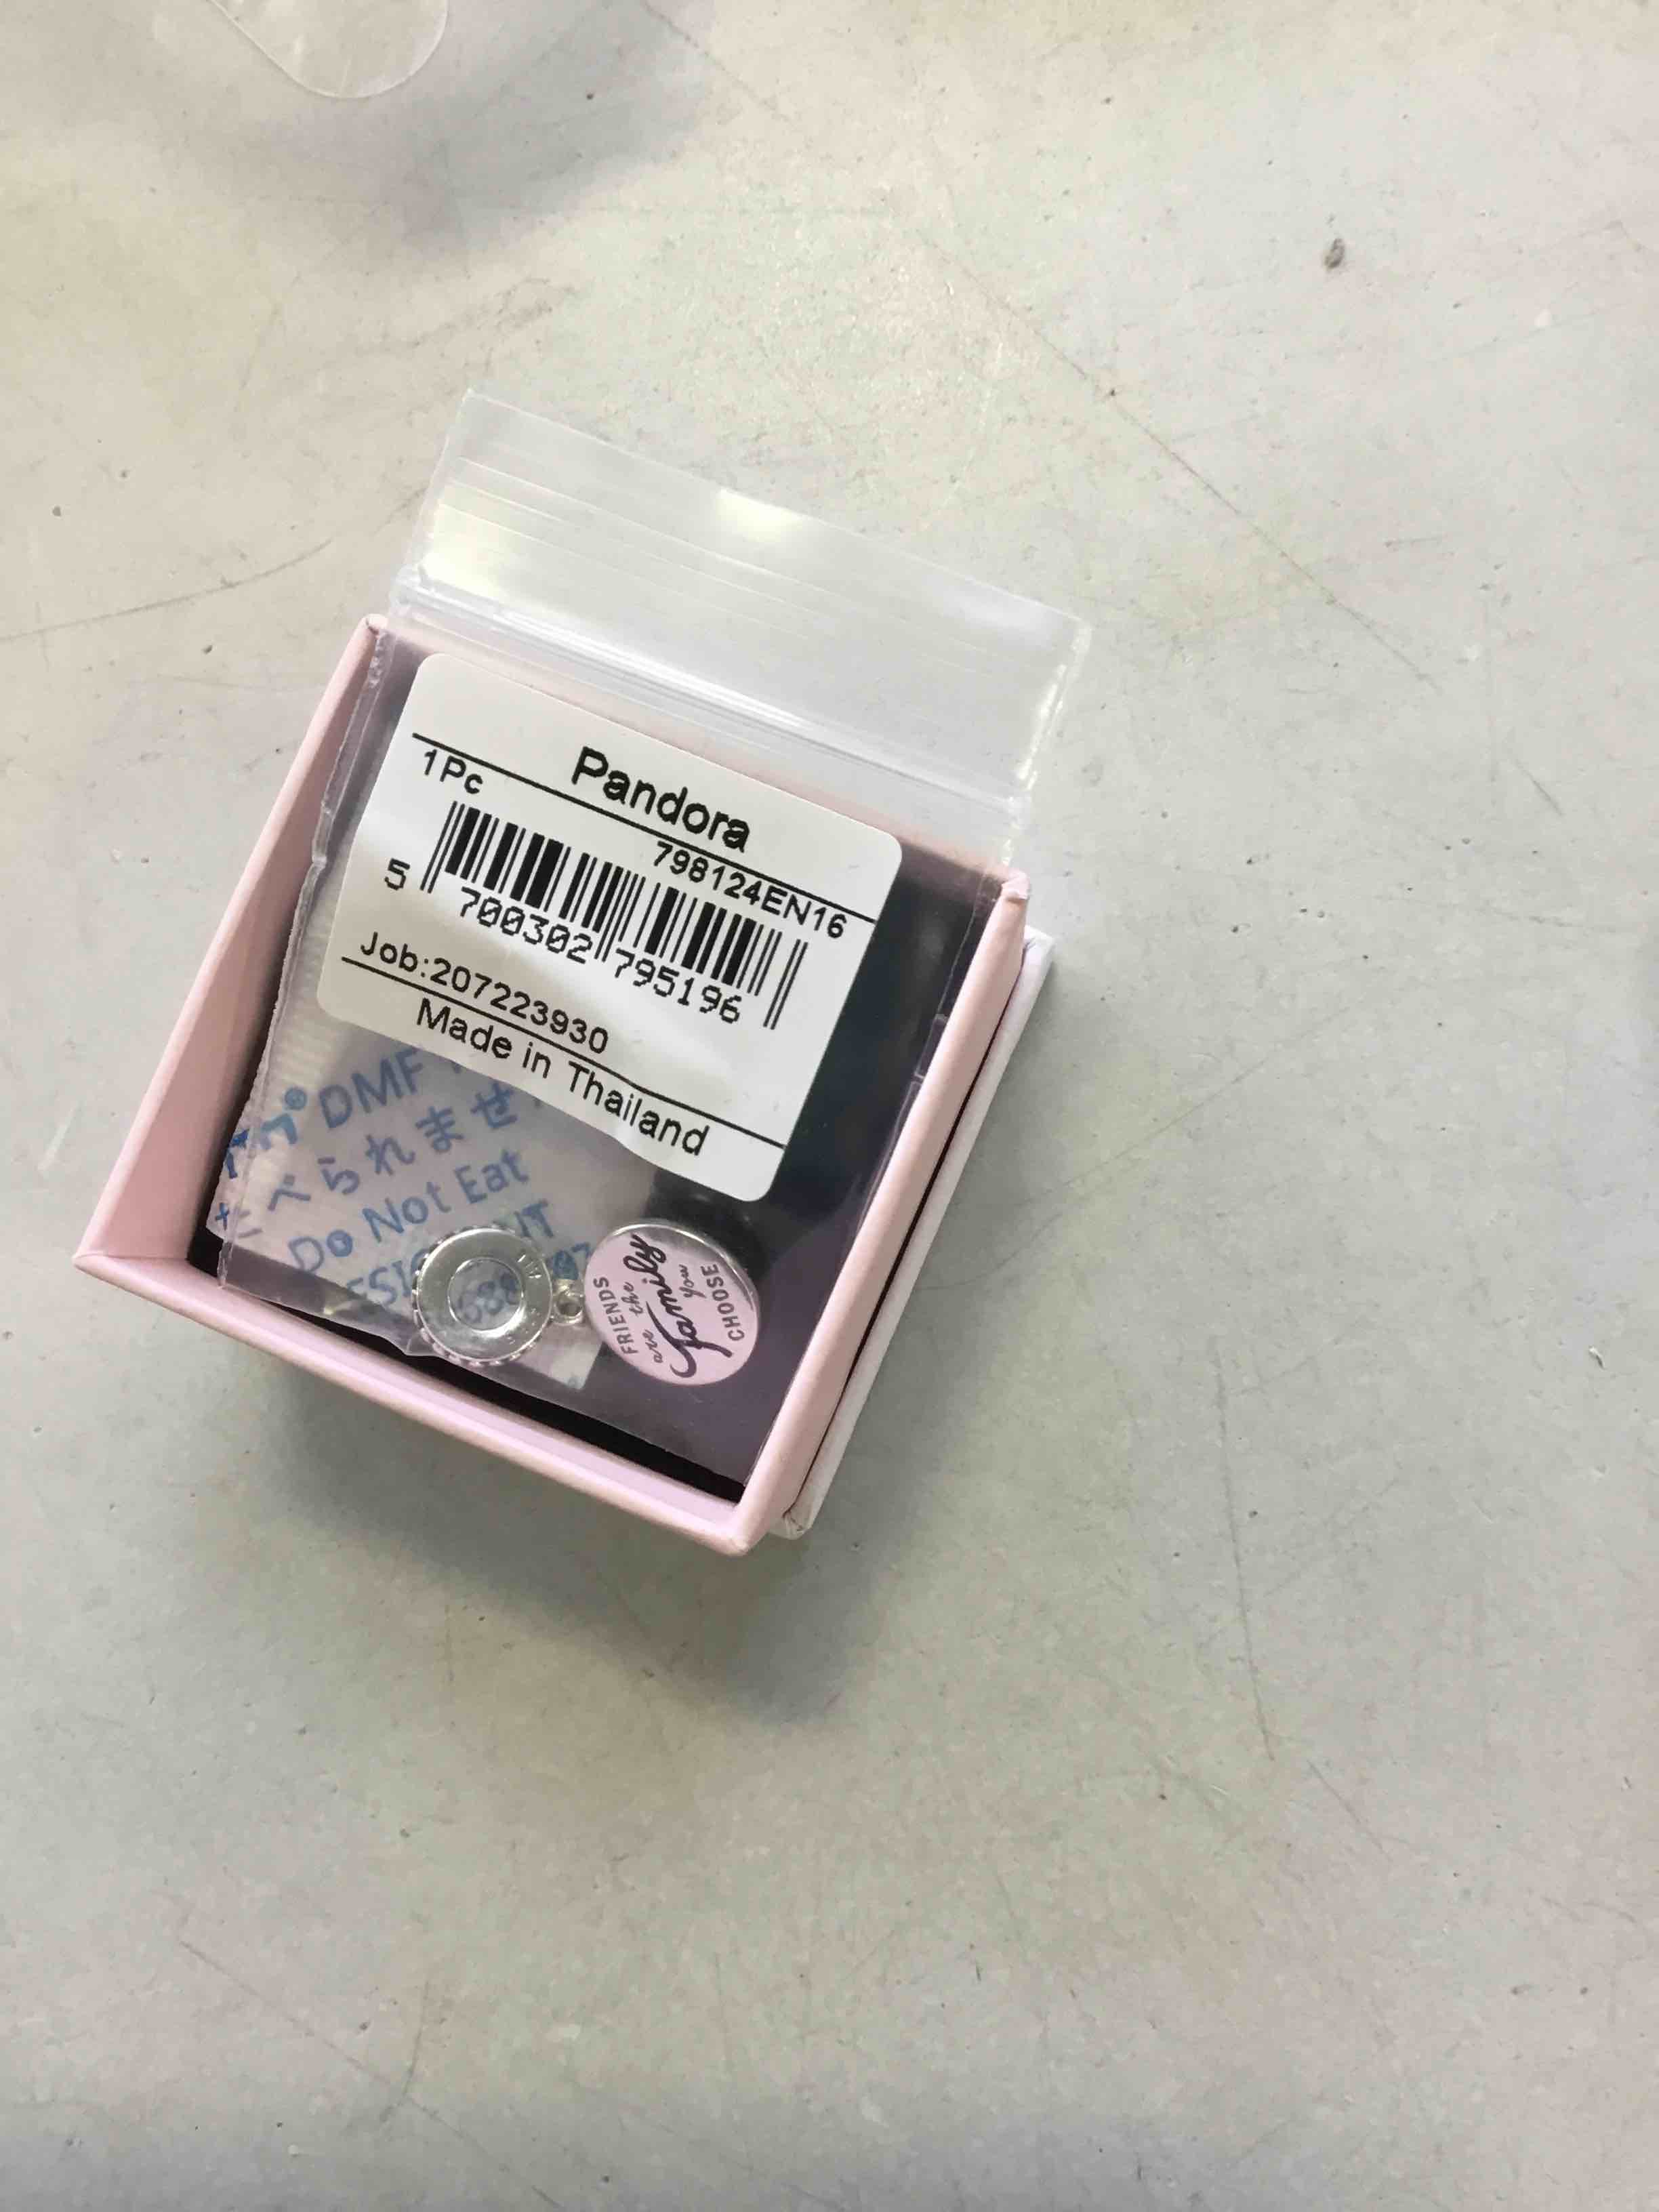 Pandora
1Pc
798124EN16
5 700302 795196
Job:207223930
Made in Thailand
DMF
べられませ
Do Not Eat
FRIENDS
are the
family
you
CHOOSE